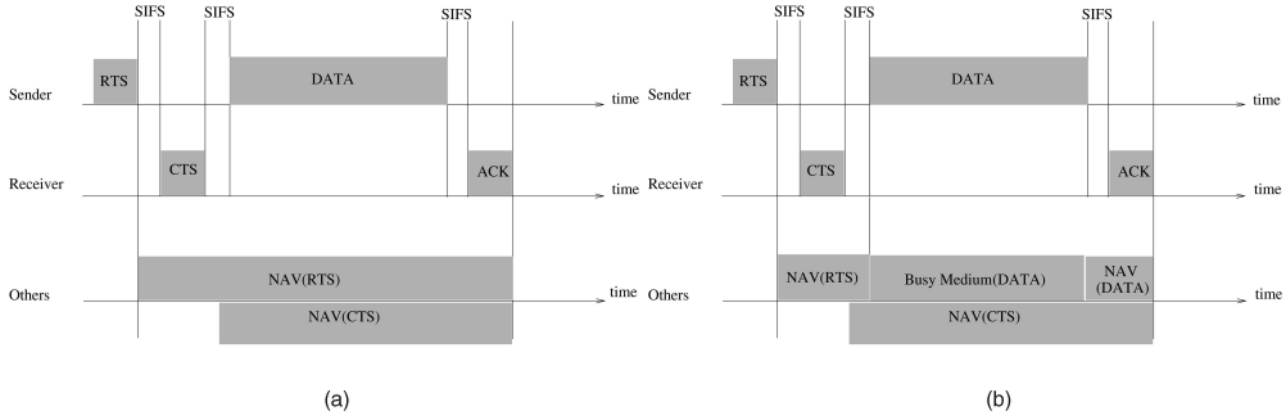 SIFS SIFS SIFS
RTS DATA
Sender time
CTS ACK
Receiver time
NAV(RTS)
Others time
NAV(CTS)
(a)
SIFS SIFS SIFS
RTS DATA
Sender time
CTS ACK
Receiver time
NAV(RTS) Busy Medium(DATA) NAV
(DATA)
Others time
NAV(CTS)
(b)